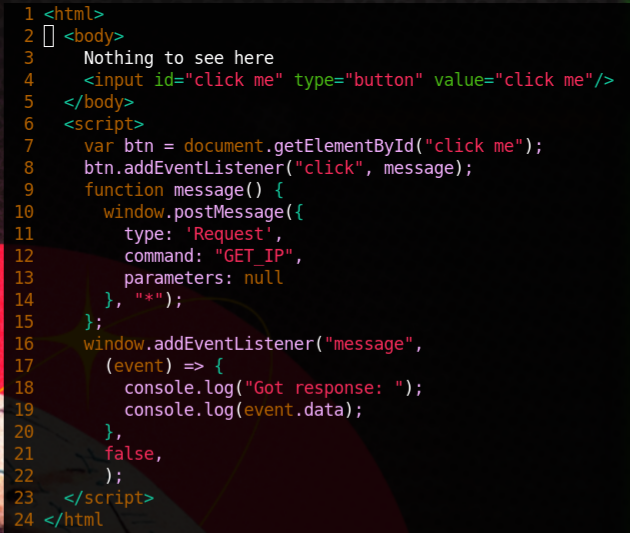 1 <html>
2 <body>
3 Nothing to see here
4 <input id="click me" type="button" value="click me"/>
5 </body>
6 <script>
7 var btn = document.getElementById("click me");
8 btn.addEventListener("click", message);
9 function message() {
10 window.postMessage({
11 type: 'Request',
12 command: "GET_IP",
13 parameters: null
14 }, "*");
15 };
16 window.addEventListener("message",
17 (event) => {
18 console.log("Got response: ");
19 console.log(event.data);
20 },
21 false,
22 );
23 </script>
24 </html